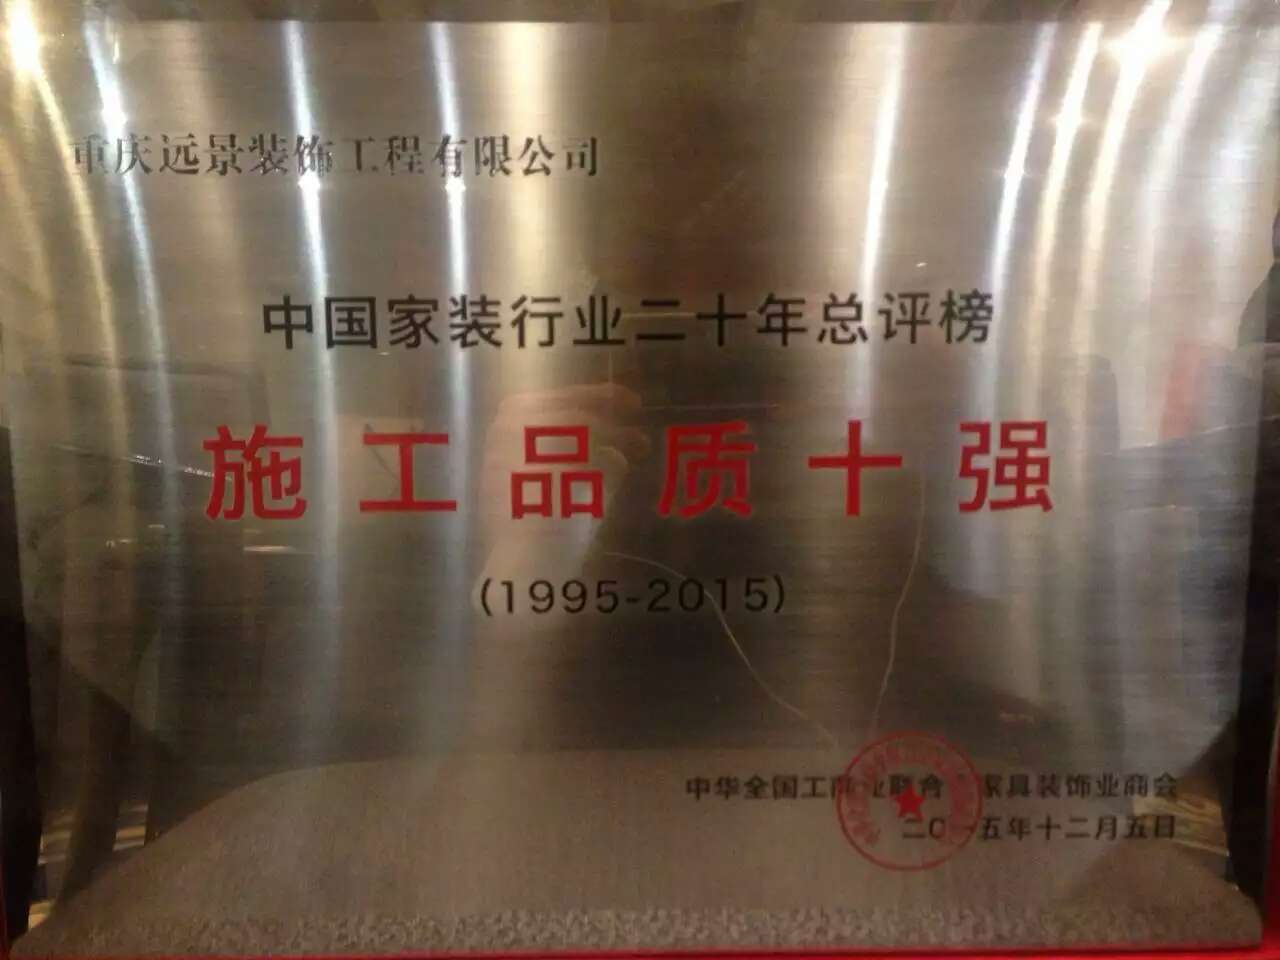 重庆远景装饰工程有限公司
中国家装行业二十年总评榜
施工品质十强
(1995-2015)
中华全国工商业联合会家具装饰业商会
二〇一五年十二月五日